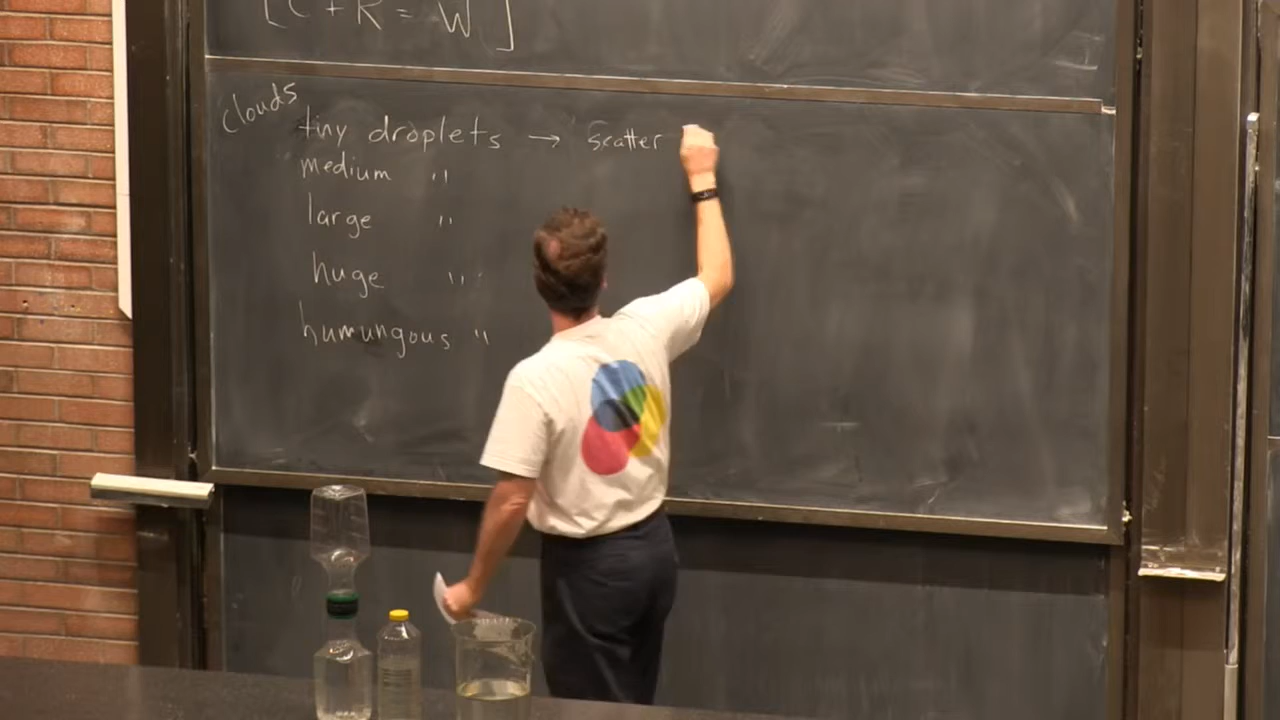 [C + R = W]
clouds
tiny droplets → scatter
medium "
large "
huge "
humungous "